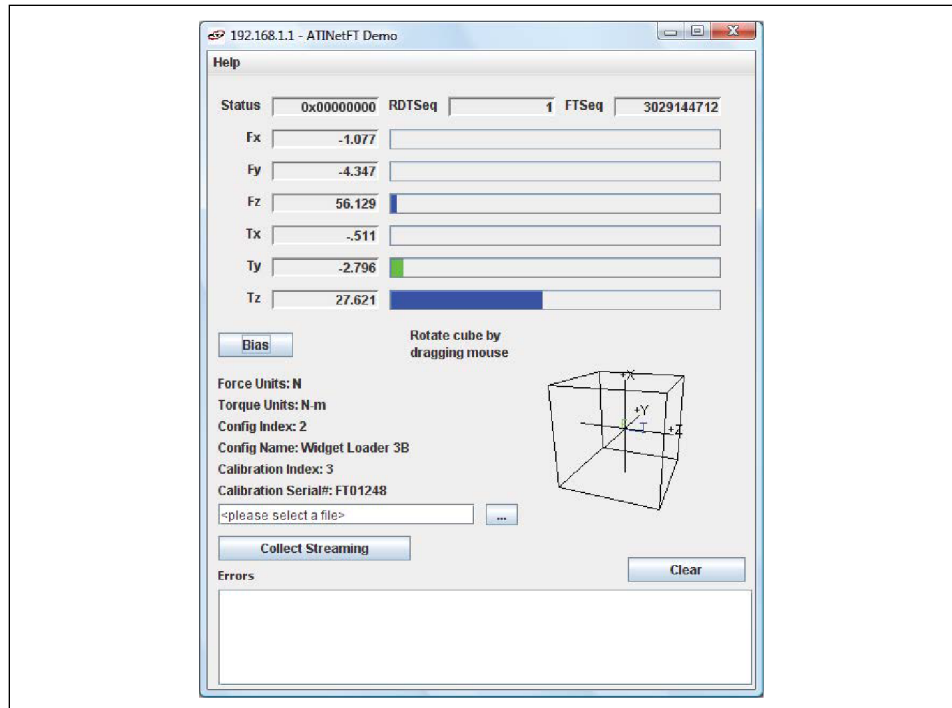 192.168.1.1 - ATINetFT Demo
Help
Status 0x00000000 RDTSeq 1 FTSeq 3029144712
Fx -1.077
Fy -4.347
Fz 56.129
Tx -.511
Ty -2.796
Tz 27.621
Bias
Rotate cube by
dragging mouse
Force Units: N
Torque Units: N-m
Config Index: 2
Config Name: Widget Loader 3B
Calibration Index: 3
Calibration Serial#: FT01248
+X
+Y
+Z
<please select a file>
...
Collect Streaming
Clear
Errors